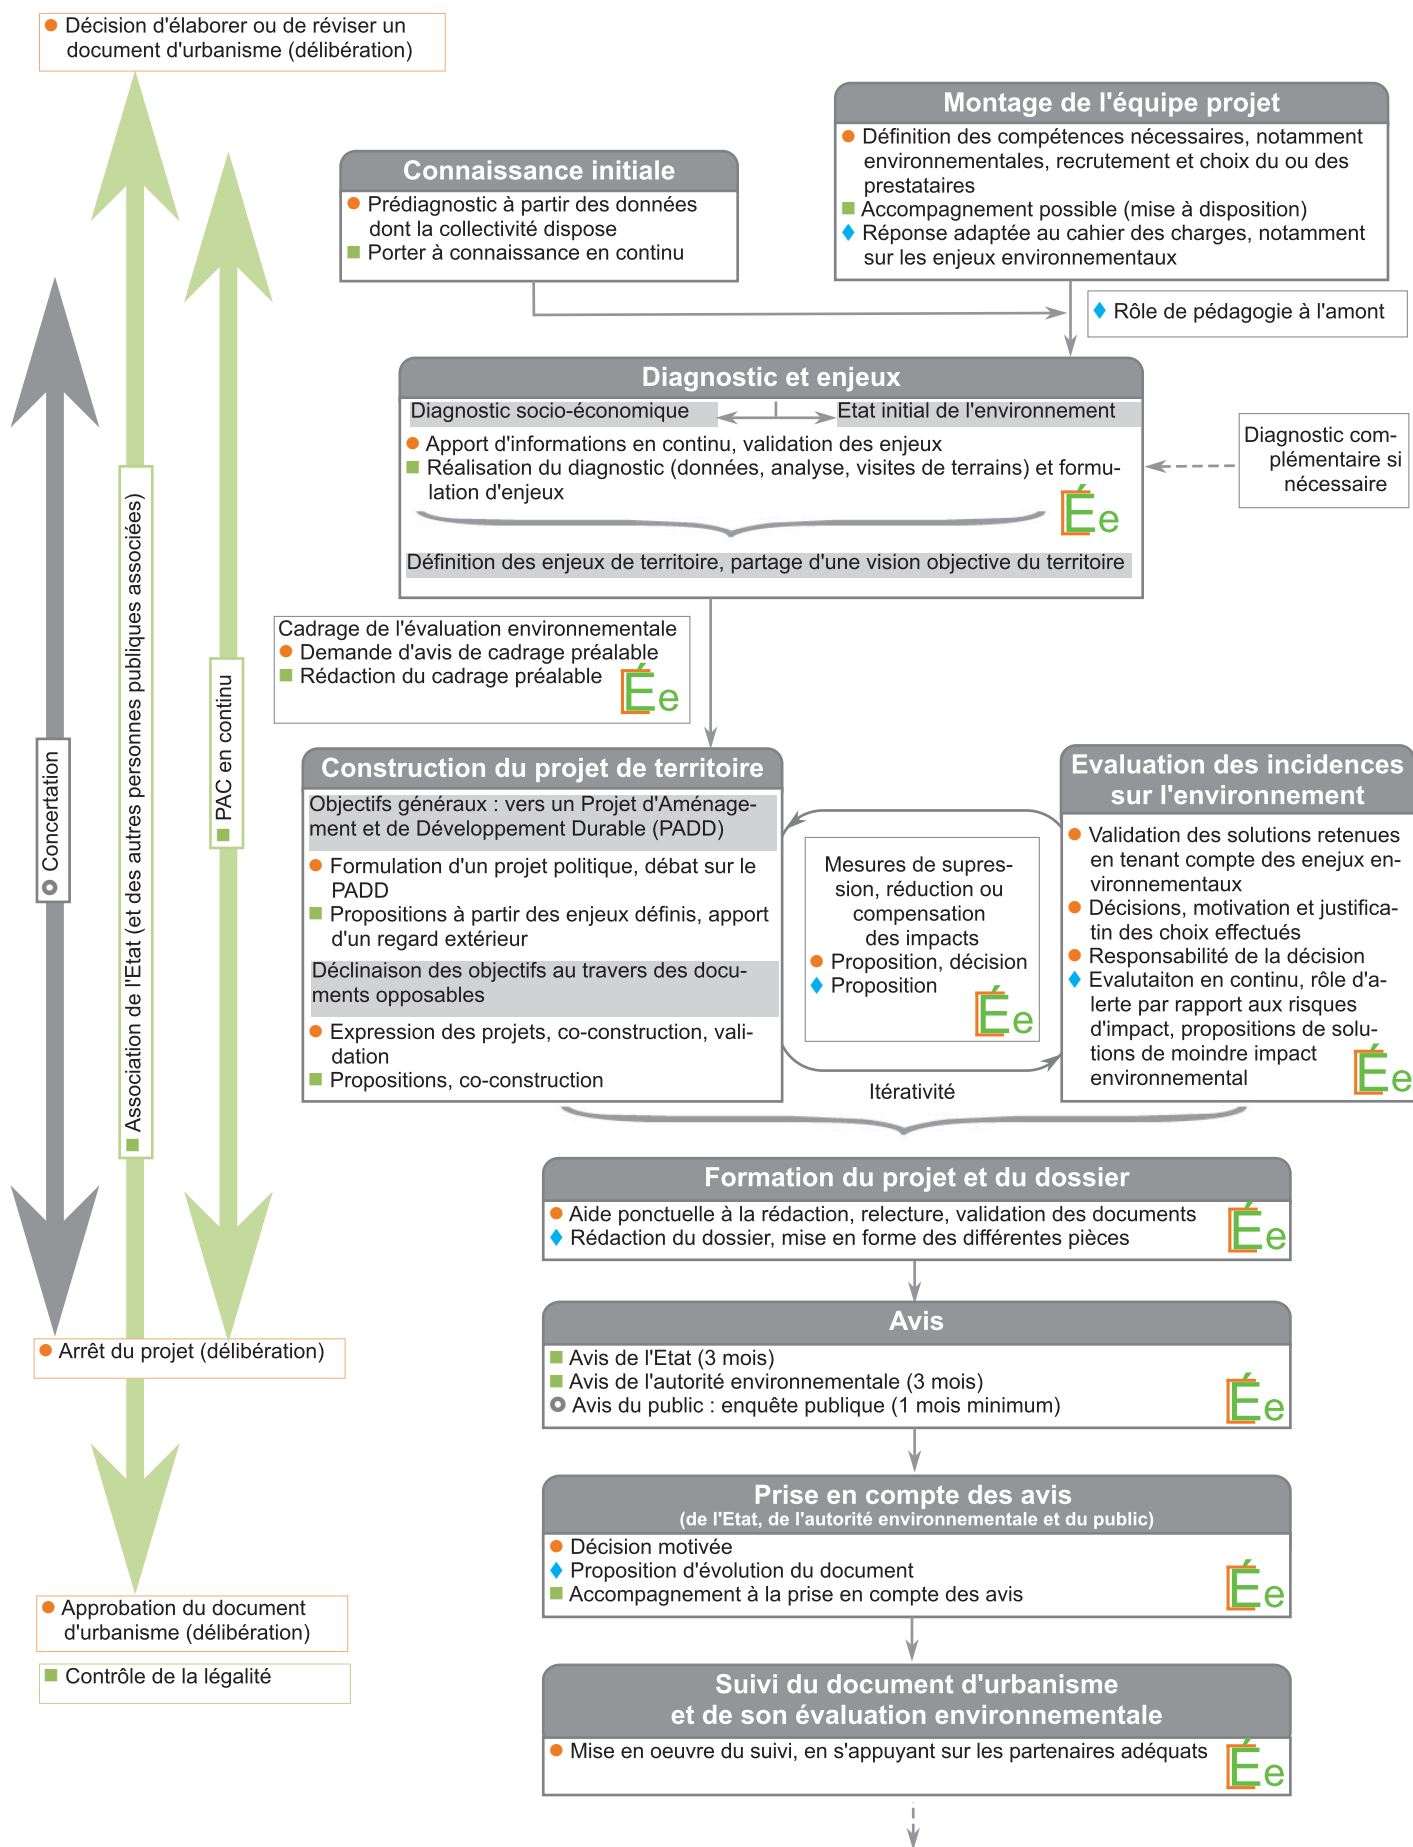 Décision d'élaborer ou de réviser un
document d'urbanisme (délibération)
Montage de l'équipe projet
Définition des compétences nécessaires, notamment
environnementales, recrutement et choix du ou des
prestataires
Accompagnement possible (mise à disposition)
Réponse adaptée au cahier des charges, notamment
sur les enjeux environnementaux
Connaissance initiale
Prédiagnostic à partir des données
dont la collectivité dispose
Porter à connaissance en continu
Rôle de pédagogie à l'amont
Diagnostic et enjeux
Diagnostic socio-économique
Etat initial de l'environnement
Apport d'informations en continu, validation des enjeux
Réalisation du diagnostic (données, analyse, visites de terrains) et formu-
lation d'enjeux
Ée
Définition des enjeux de territoire, partage d'une vision objective du territoire
Diagnostic com-
plémentaire si
nécessaire
Cadrage de l'évaluation environnementale
Demande d'avis de cadrage préalable
Rédaction du cadrage préalable
Ée
Concertation
Association de l'Etat (et des autres personnes publiques associées)
PAC en continu
Construction du projet de territoire
Objectifs généraux : vers un Projet d'Aménage-
ment et de Développement Durable (PADD)
Formulation d'un projet politique, débat sur le
PADD
Propositions à partir des enjeux définis, apport
d'un regard extérieur
Déclinaison des objectifs au travers des docu-
ments opposables
Expression des projets, co-construction, vali-
dation
Propositions, co-construction
Mesures de supres-
sion, réduction ou
compensation
des impacts
Proposition, décision
Proposition
Ée
Itérativité
Evaluation des incidences
sur l'environnement
Validation des solutions retenues
en tenant compte des enejux en-
vironnementaux
Décisions, motivation et justifica-
tin des choix effectués
Responsabilité de la décision
Evalutaiton en continu, rôle d'a-
lerte par rapport aux risques
d'impact, propositions de solu-
tions de moindre impact
environnemental
Ée
Formation du projet et du dossier
Aide ponctuelle à la rédaction, relecture, validation des documents
Rédaction du dossier, mise en forme des différentes pièces
Ée
Arrêt du projet (délibération)
Avis
Avis de l'Etat (3 mois)
Avis de l'autorité environnementale (3 mois)
Avis du public : enquête publique (1 mois minimum)
Ée
Prise en compte des avis
(de l'Etat, de l'autorité environnementale et du public)
Décision motivée
Proposition d'évolution du document
Accompagnement à la prise en compte des avis
Ée
Approbation du document
d'urbanisme (délibération)
Contrôle de la légalité
Suivi du document d'urbanisme
et de son évaluation environnementale
Mise en oeuvre du suivi, en s'appuyant sur les partenaires adéquats
Ée